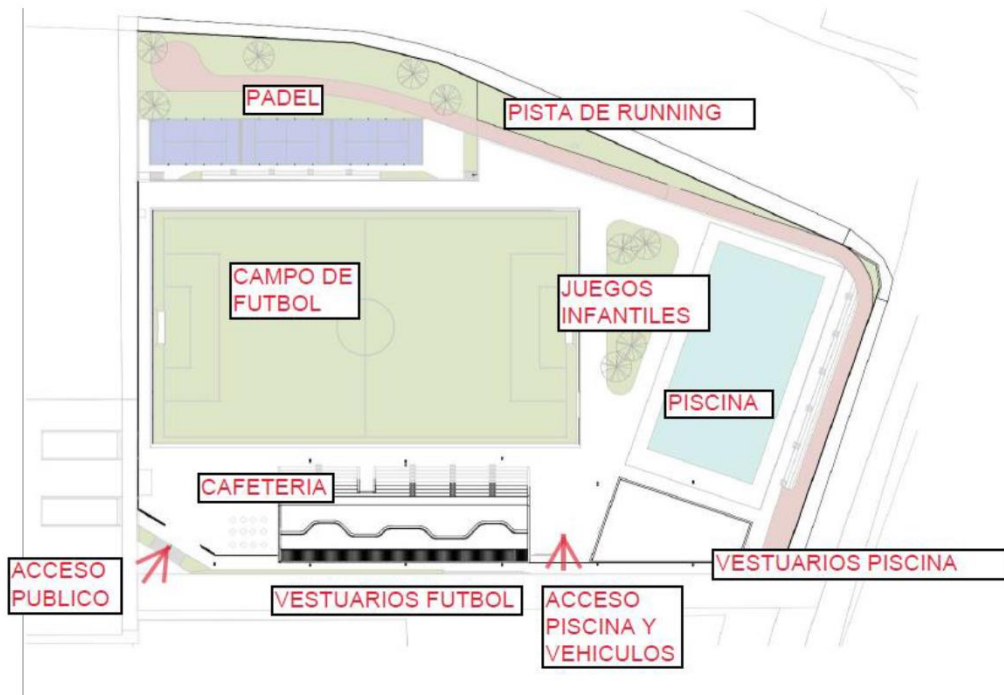 PADEL
PISTA DE RUNNING
CAMPO DE
FUTBOL
JUEGOS
INFANTILES
PISCINA
CAFETERIA
ACCESO
PUBLICO
VESTUARIOS FUTBOL
ACCESO
PISCINA Y
VEHICULOS
VESTUARIOS PISCINA